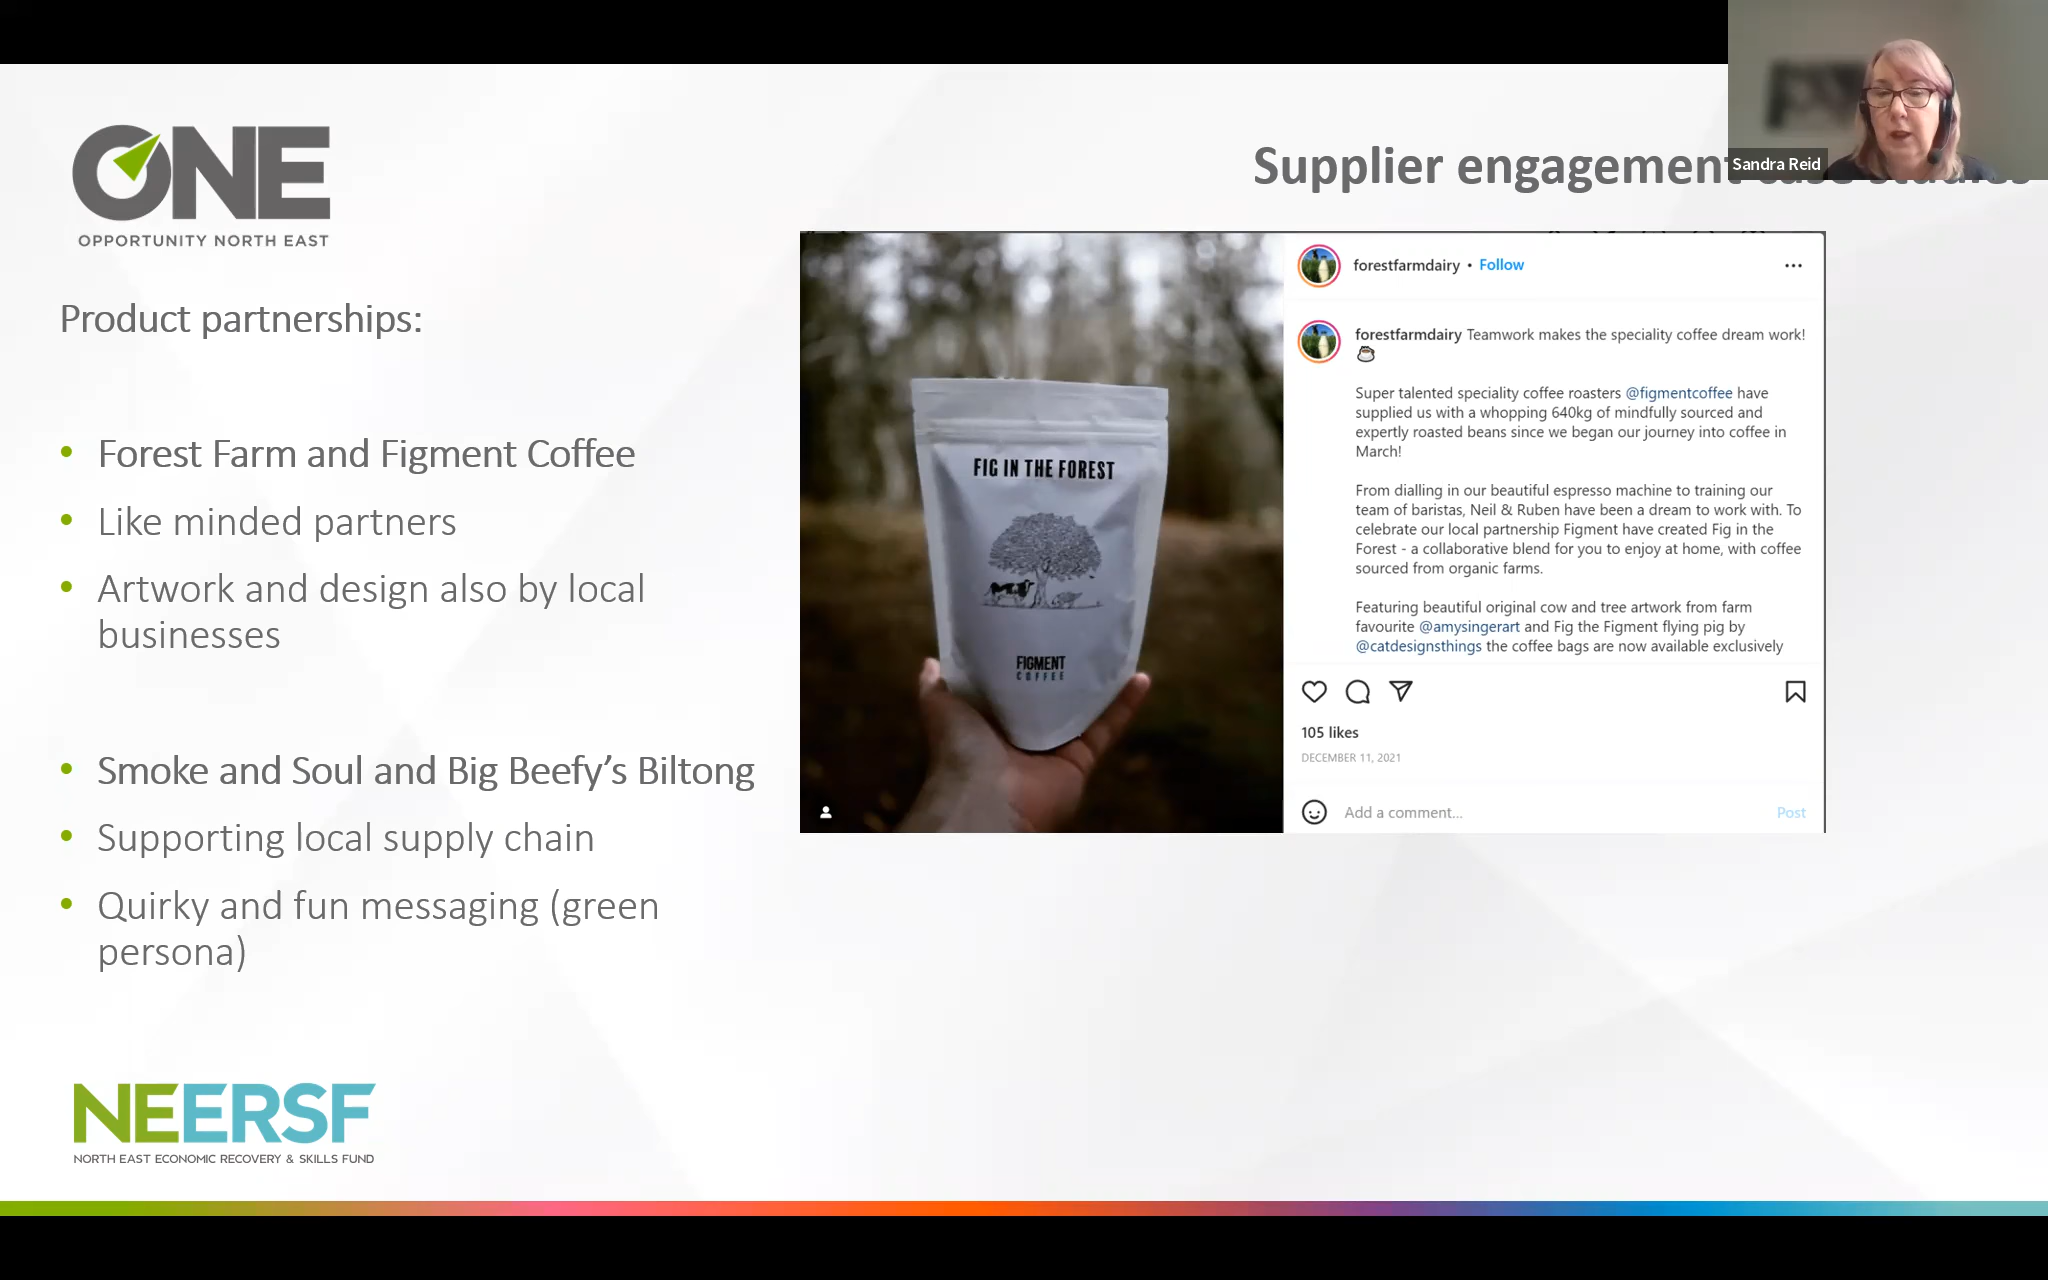 ONE
OPPORTUNITY NORTH EAST
Supplier engagement case studies
Sandra Reid
Product partnerships:
• Forest Farm and Figment Coffee
• Like minded partners
• Artwork and design also by local
businesses
• Smoke and Soul and Big Beefy's Biltong
• Supporting local supply chain
• Quirky and fun messaging (green
persona)
FIG IN THE FOREST
FIGMENT
COFFEE
forestfarmdairy • Follow
forestfarmdairy Teamwork makes the speciality coffee dream work!
☕
Super talented speciality coffee roasters @figmentcoffee have
supplied us with a whopping 640kg of mindfully sourced and
expertly roasted beans since we began our journey into coffee in
March!
From dialling in our beautiful espresso machine to training our
team of baristas, Neil & Ruben have been a dream to work with. To
celebrate our local partnership Figment have created Fig in the
Forest - a collaborative blend for you to enjoy at home, with coffee
sourced from organic farms.
Featuring beautiful original cow and tree artwork from farm
favourite @amysingerart and Fig the Figment flying pig by
@catdesignsthings the coffee bags are now available exclusively
105 likes
DECEMBER 11, 2021
Add a comment...
Post
NEERSF
NORTH EAST ECONOMIC RECOVERY & SKILLS FUND